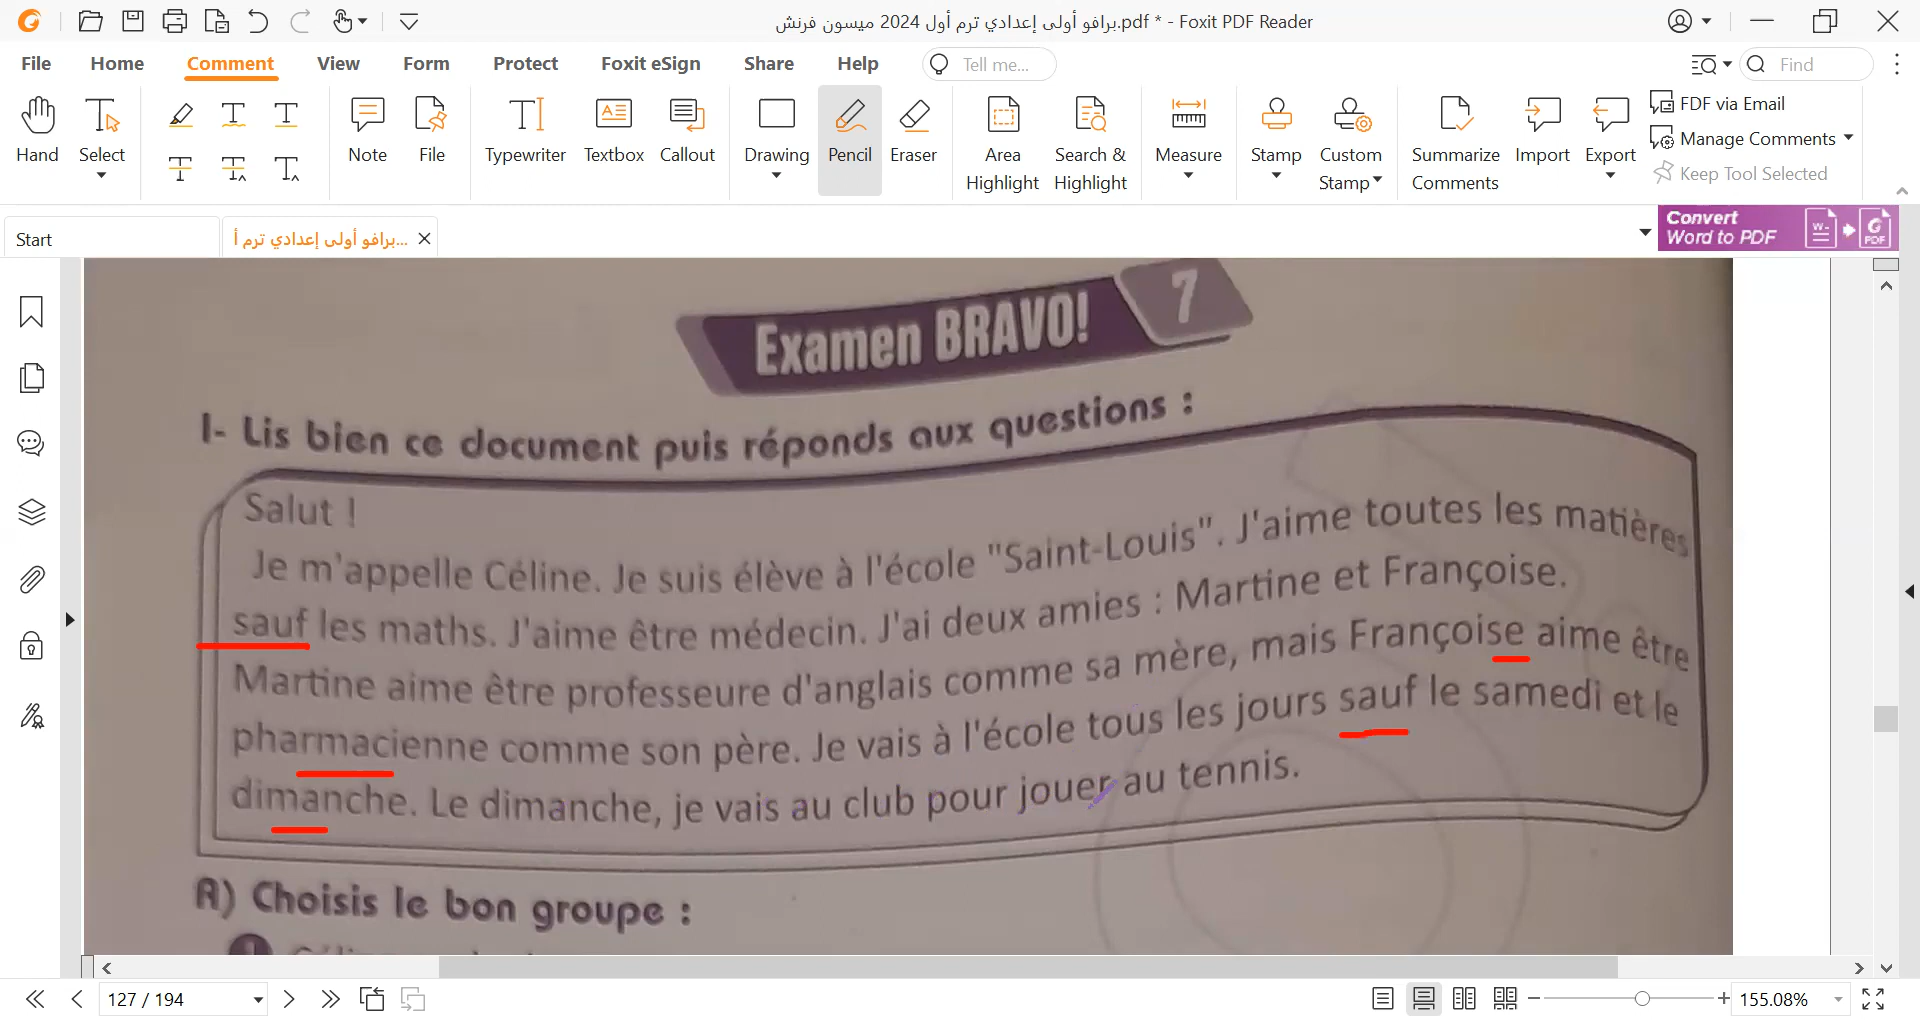 برافو أولى إعدادي ترم أول 2024 ميسون فرنش.pdf * - Foxit PDF Reader
File Home Comment View Form Protect Foxit eSign Share Help Tell me... Find
Hand Select Note File Typewriter Textbox Callout Drawing Pencil Eraser Area Highlight Search & Highlight Measure Stamp Custom Stamp Summarize Comments Import Export
FDF via Email
Manage Comments
Keep Tool Selected
Start
برافو أولى إعدادي ترم أ...
Convert
Word to PDF
W
PDF
Examen BRAVO! 7
I- Lis bien ce document puis réponds aux questions :
Salut !
Je m'appelle Céline. Je suis élève à l'école "Saint-Louis". J'aime toutes les matières
sauf les maths. J'aime être médecin. J'ai deux amies : Martine et Françoise.
Martine aime être professeure d'anglais comme sa mère, mais Françoise aime être
pharmacienne comme son père. Je vais à l'école tous les jours sauf le samedi et le
dimanche. Le dimanche, je vais au club pour jouer au tennis.
A) Choisis le bon groupe :
1
127 / 194
155.08%